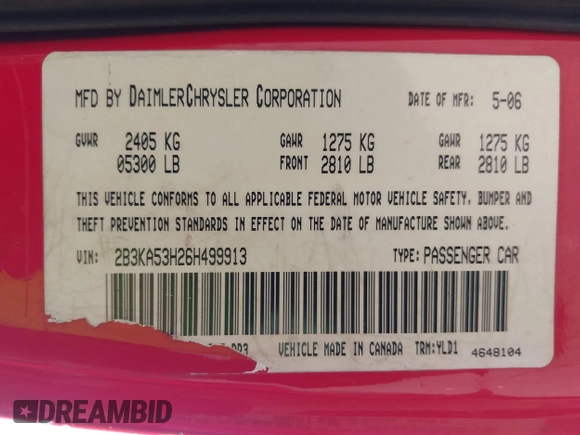 MFD BY DAIMLERCHRYSLER CORPORATION DATE OF MFR: 5-06
GVWR 2405 KG GAWR 1275 KG GAWR 1275 KG
05300 LB FRONT 2810 LB REAR 2810 LB
THIS VEHICLE CONFORMS TO ALL APPLICABLE FEDERAL MOTOR VEHICLE SAFETY, BUMPER AND
THEFT PREVENTION STANDARDS IN EFFECT ON THE DATE OF MANUFACTURE SHOWN ABOVE.
VIN: 2B3KA53H26H499913 TYPE: PASSENGER CAR
VEHICLE MADE IN CANADA TRM:YLD1 4648104
DREAMBID